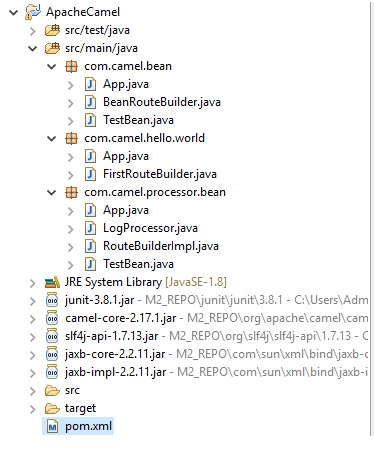 ApacheCamel
src/test/java
src/main/java
com.camel.bean
App.java
BeanRouteBuilder.java
TestBean.java
com.camel.hello.world
App.java
FirstRouteBuilder.java
com.camel.processor.bean
App.java
LogProcessor.java
RouteBuilderImpl.java
TestBean.java
JRE System Library [JavaSE-1.8]
junit-3.8.1.jar - M2_REPO\junit\junit\3.8.1 - C:\Users\Adm
camel-core-2.17.1.jar - M2_REPO\org\apache\camel\cam
slf4j-api-1.7.13.jar - M2_REPO\org\slf4j\slf4j-api\1.7.13 -
jaxb-core-2.2.11.jar - M2_REPO\com\sun\xml\bind\jaxb-c
jaxb-impl-2.2.11.jar - M2_REPO\com\sun\xml\bind\jaxb-i
src
target
pom.xml